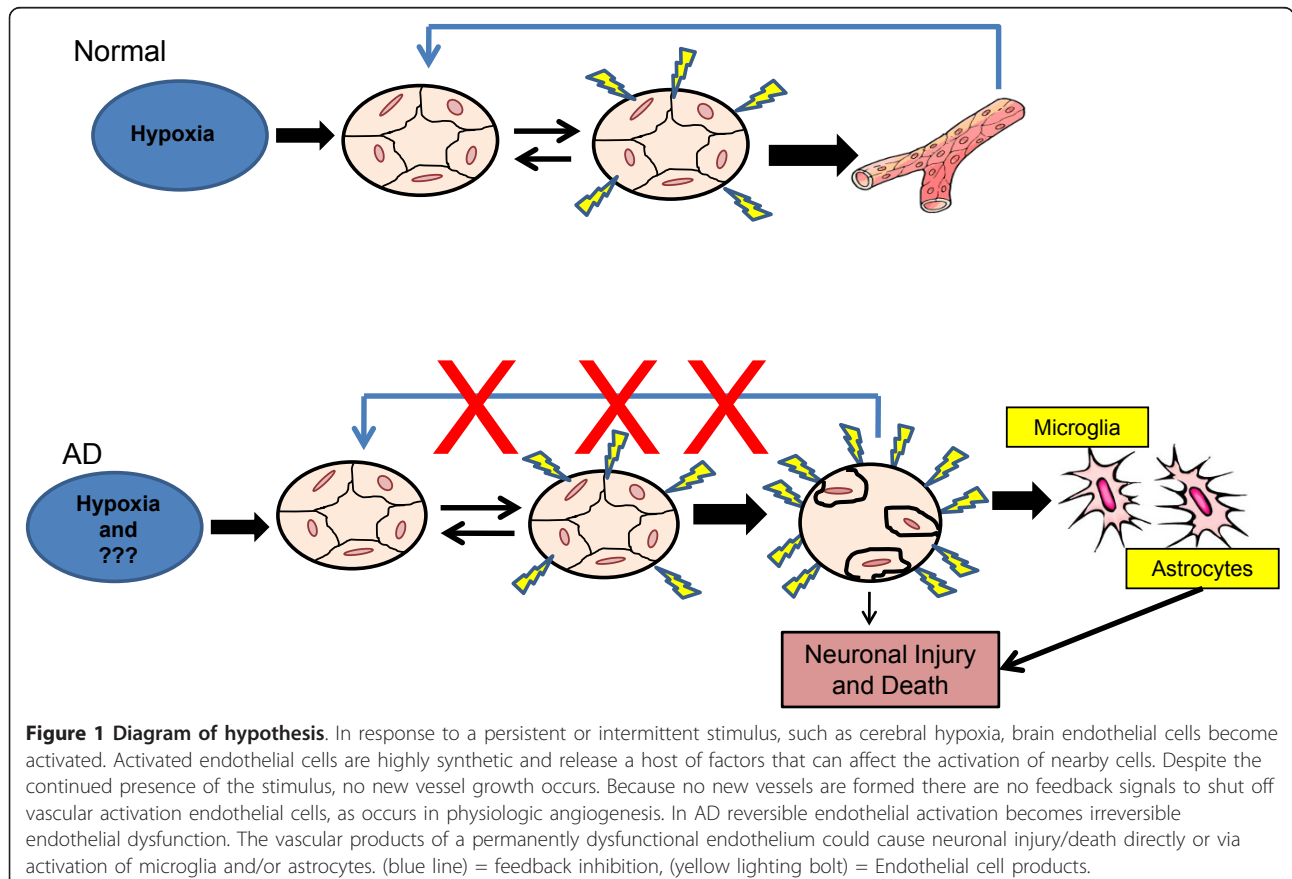 Normal
Hypoxia
AD
Hypoxia
and
???
X X X
Microglia
Astrocytes
Neuronal Injury
and Death
Figure 1 Diagram of hypothesis. In response to a persistent or intermittent stimulus, such as cerebral hypoxia, brain endothelial cells become
activated. Activated endothelial cells are highly synthetic and release a host of factors that can affect the activation of nearby cells. Despite the
continued presence of the stimulus, no new vessel growth occurs. Because no new vessels are formed there are no feedback signals to shut off
vascular activation endothelial cells, as occurs in physiologic angiogenesis. In AD reversible endothelial activation becomes irreversible
endothelial dysfunction. The vascular products of a permanently dysfunctional endothelium could cause neuronal injury/death directly or via
activation of microglia and/or astrocytes. (blue line) = feedback inhibition, (yellow lighting bolt) = Endothelial cell products.